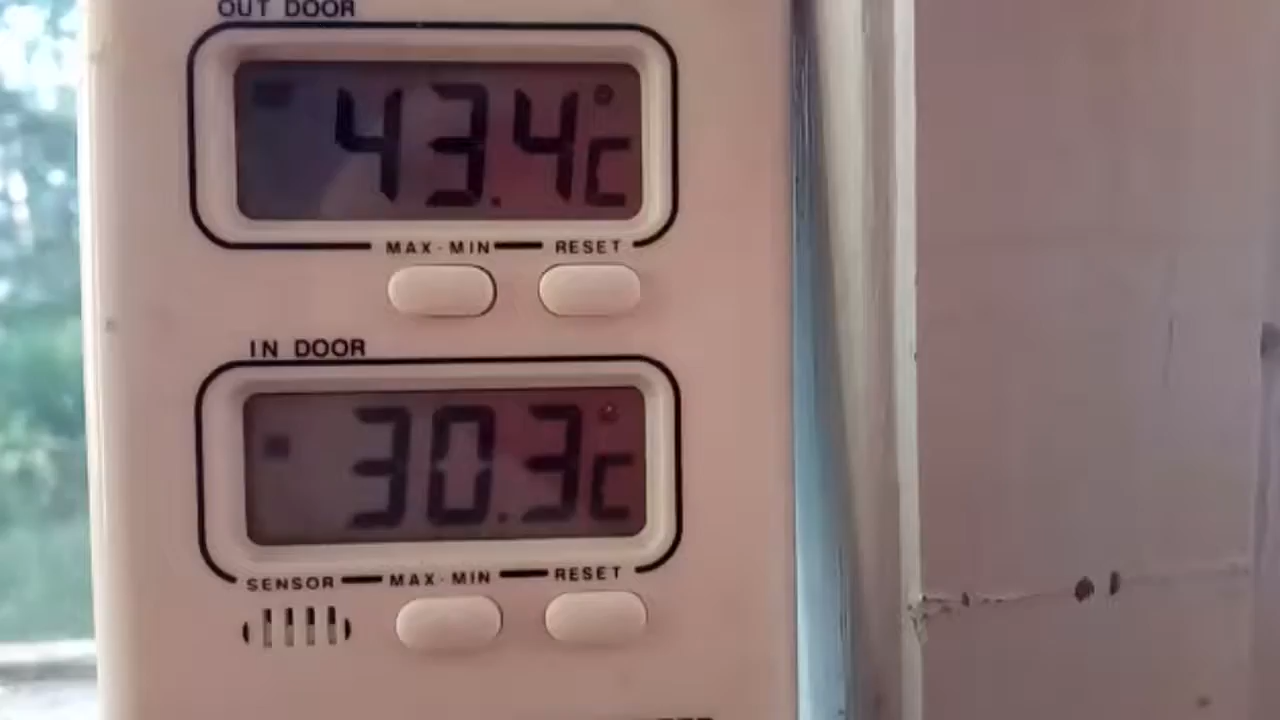 OUT DOOR
43.4°C
MAX-MIN RESET
IN DOOR
30.3°C
SENSOR MAX-MIN RESET